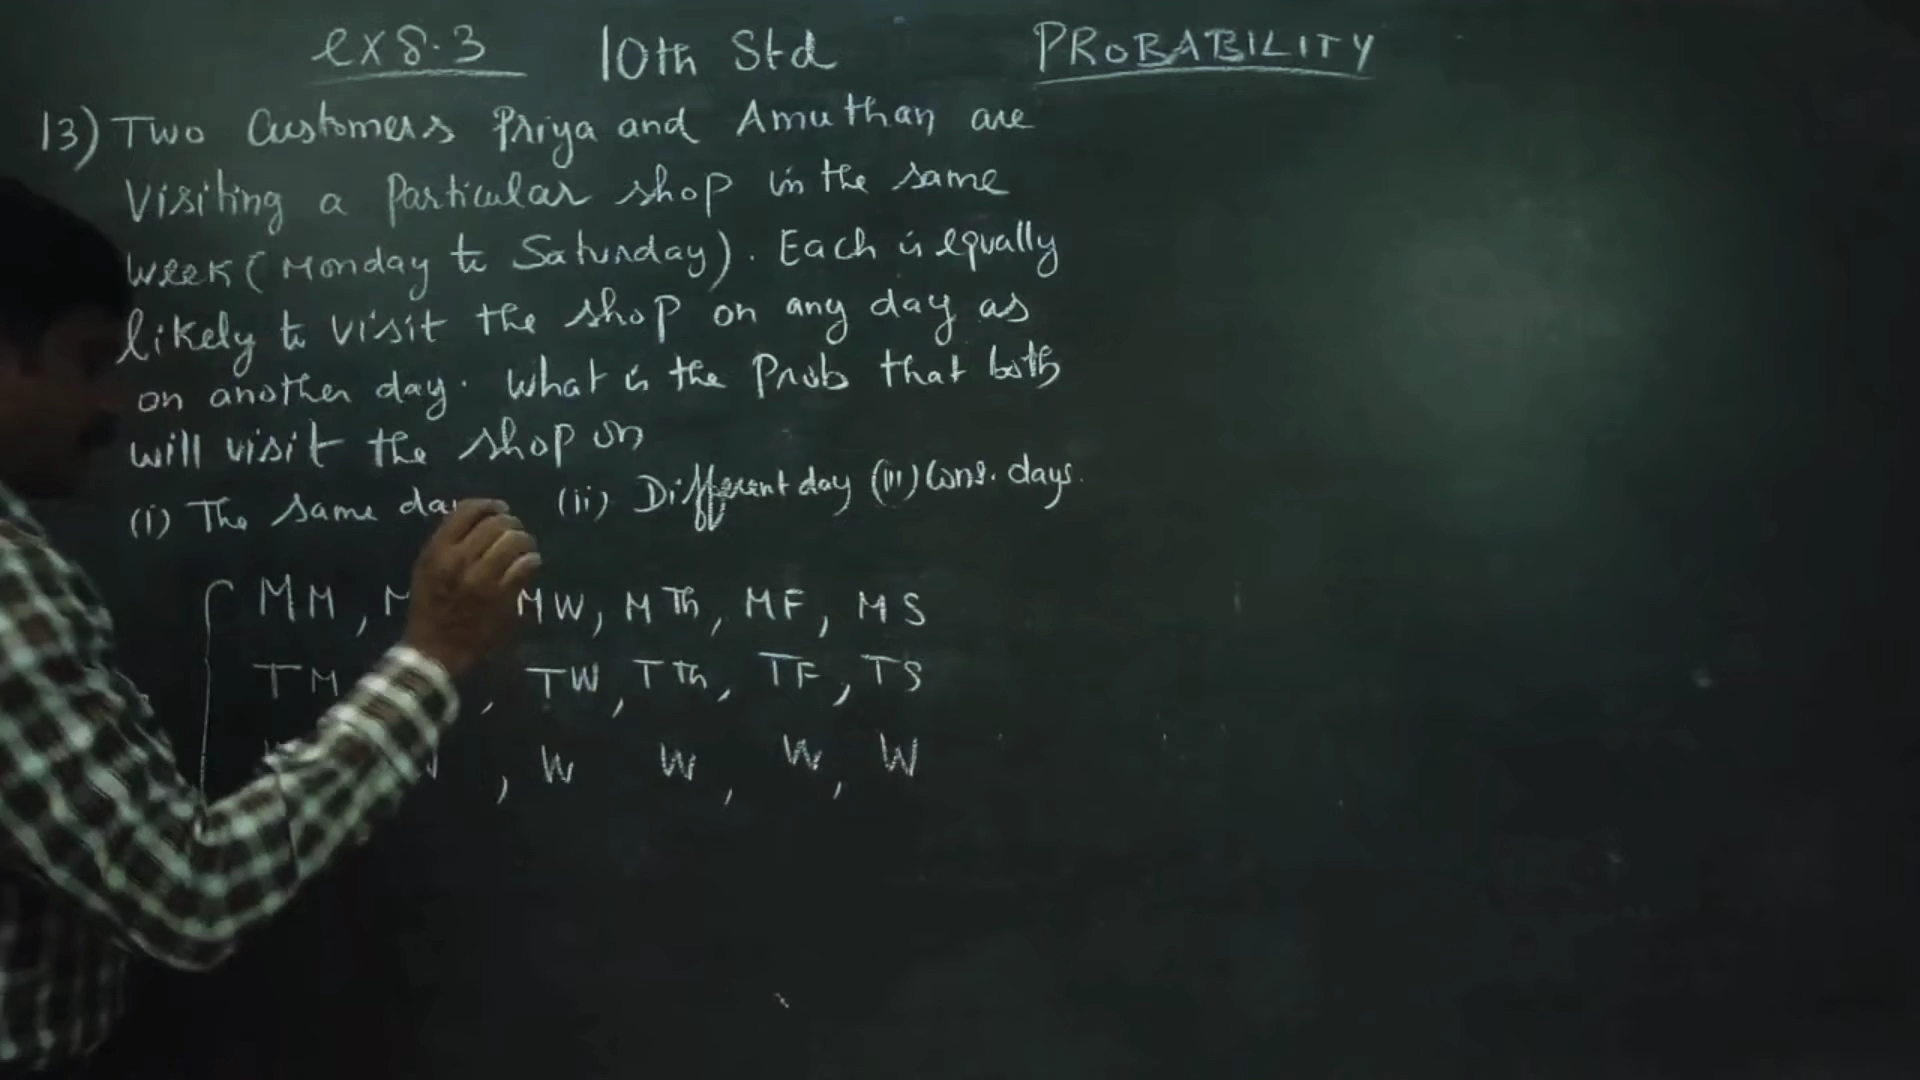 ex 8.3 10th Std PROBABILITY
13) Two Customers Priya and Amuthan are
Visiting a Particular shop in the same
Week (Monday to Saturday). Each is equally
likely to visit the shop on any day as
on another day. What is the Prob that both
will visit the shop on
(i) The same day (ii) Different day (iii) Cons. days.
MM, M MW, MTh, MF, MS
TM , TW, TTh, TF, TS
, W W, W, W